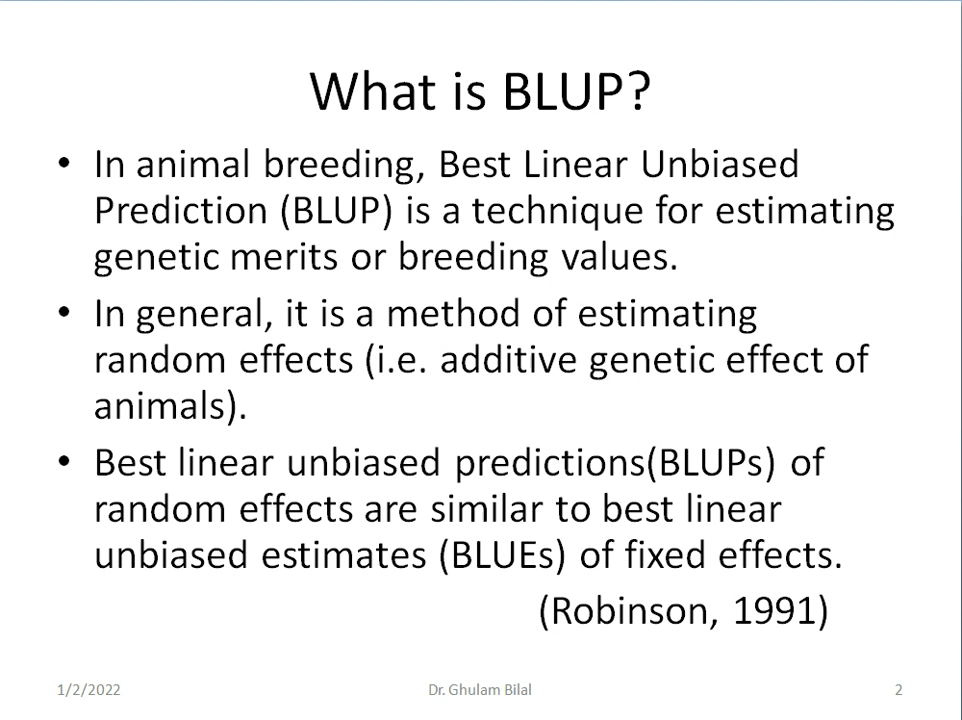 What is BLUP?
• In animal breeding, Best Linear Unbiased
Prediction (BLUP) is a technique for estimating
genetic merits or breeding values.
• In general, it is a method of estimating
random effects (i.e. additive genetic effect of
animals).
• Best linear unbiased predictions(BLUPs) of
random effects are similar to best linear
unbiased estimates (BLUEs) of fixed effects.
(Robinson, 1991)
1/2/2022
Dr. Ghulam Bilal
2